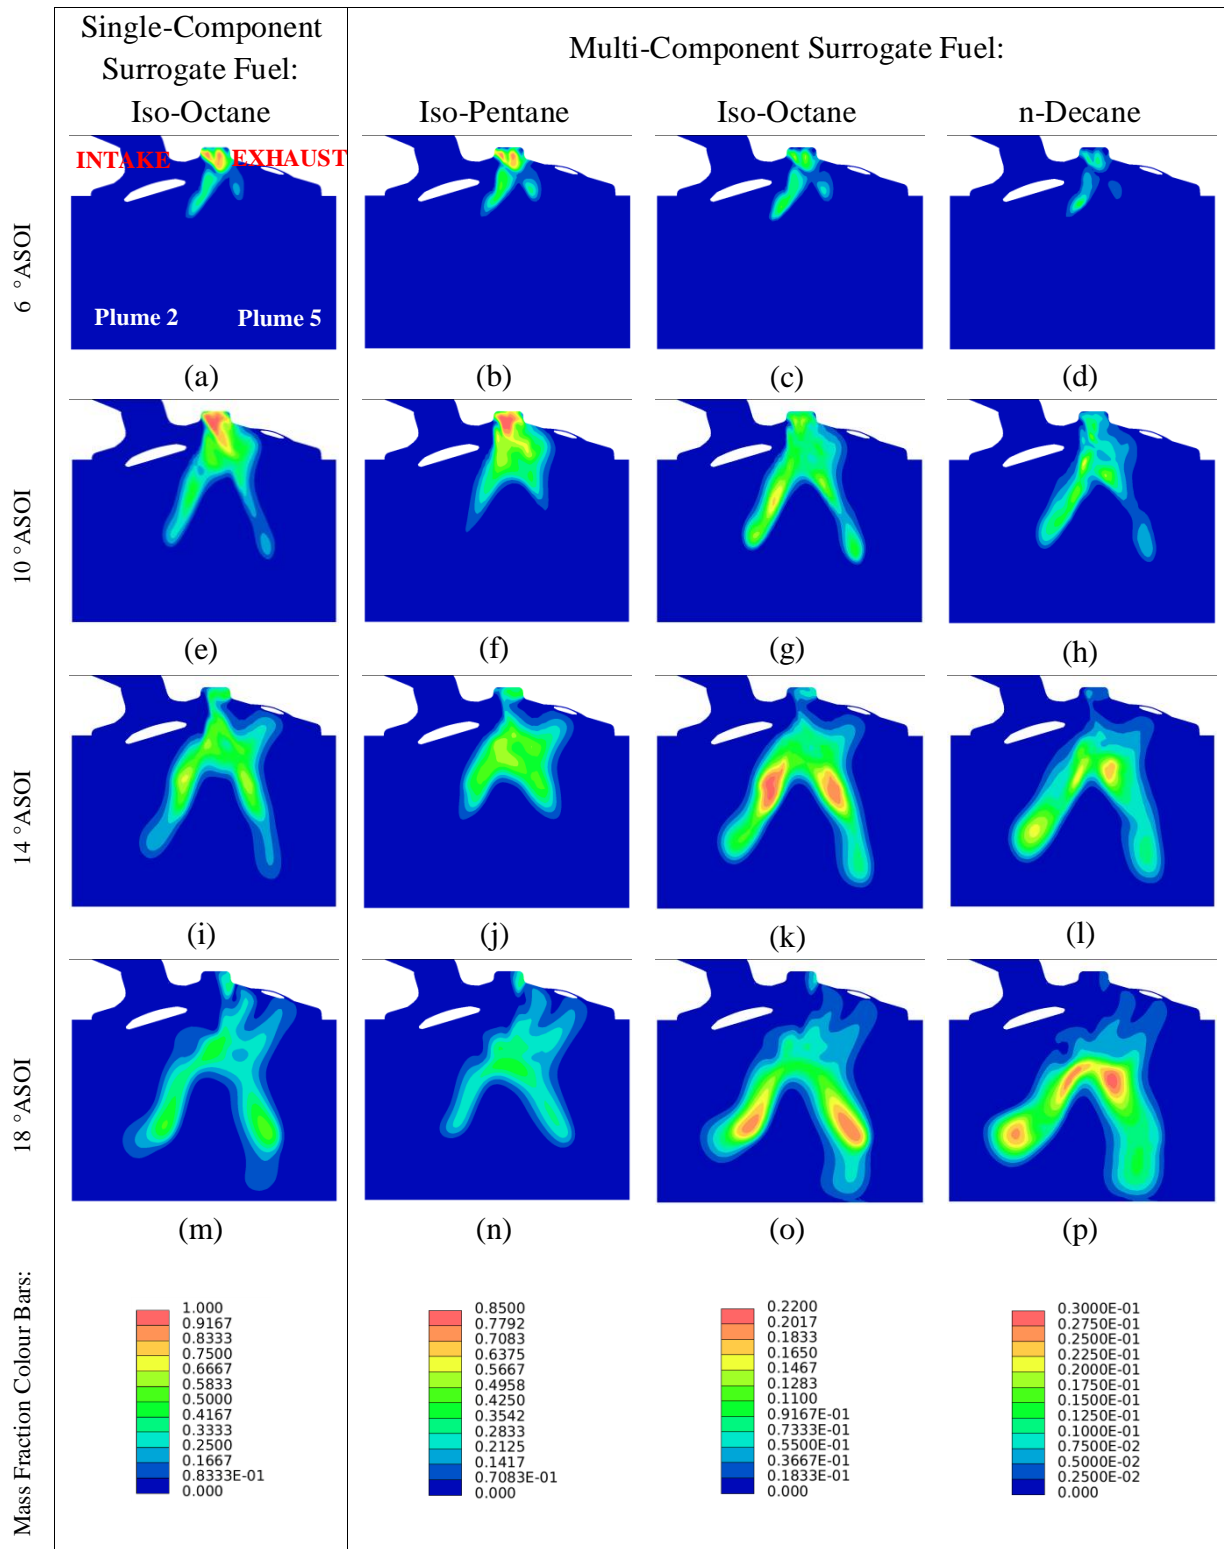 Single-Component
Surrogate Fuel:
Iso-Octane
Multi-Component Surrogate Fuel:
Iso-Pentane
Iso-Octane
n-Decane
6 °ASOI
INTAKE
EXHAUST
Plume 2
Plume 5
(a)
(b)
(c)
(d)
10 °ASOI
(e)
(f)
(g)
(h)
14 °ASOI
(i)
(j)
(k)
(l)
18 °ASOI
(m)
(n)
(o)
(p)
Mass Fraction Colour Bars:
1.000
0.9167
0.8333
0.7500
0.6667
0.5833
0.5000
0.4167
0.3333
0.2500
0.1667
0.8333E-01
0.000
0.8500
0.7792
0.7083
0.6375
0.5667
0.4958
0.4250
0.3542
0.2833
0.2125
0.1417
0.7083E-01
0.000
0.2200
0.2017
0.1833
0.1650
0.1467
0.1283
0.1100
0.9167E-01
0.7333E-01
0.5500E-01
0.3667E-01
0.1833E-01
0.000
0.3000E-01
0.2750E-01
0.2500E-01
0.2250E-01
0.2000E-01
0.1750E-01
0.1500E-01
0.1250E-01
0.1000E-01
0.7500E-02
0.5000E-02
0.2500E-02
0.000